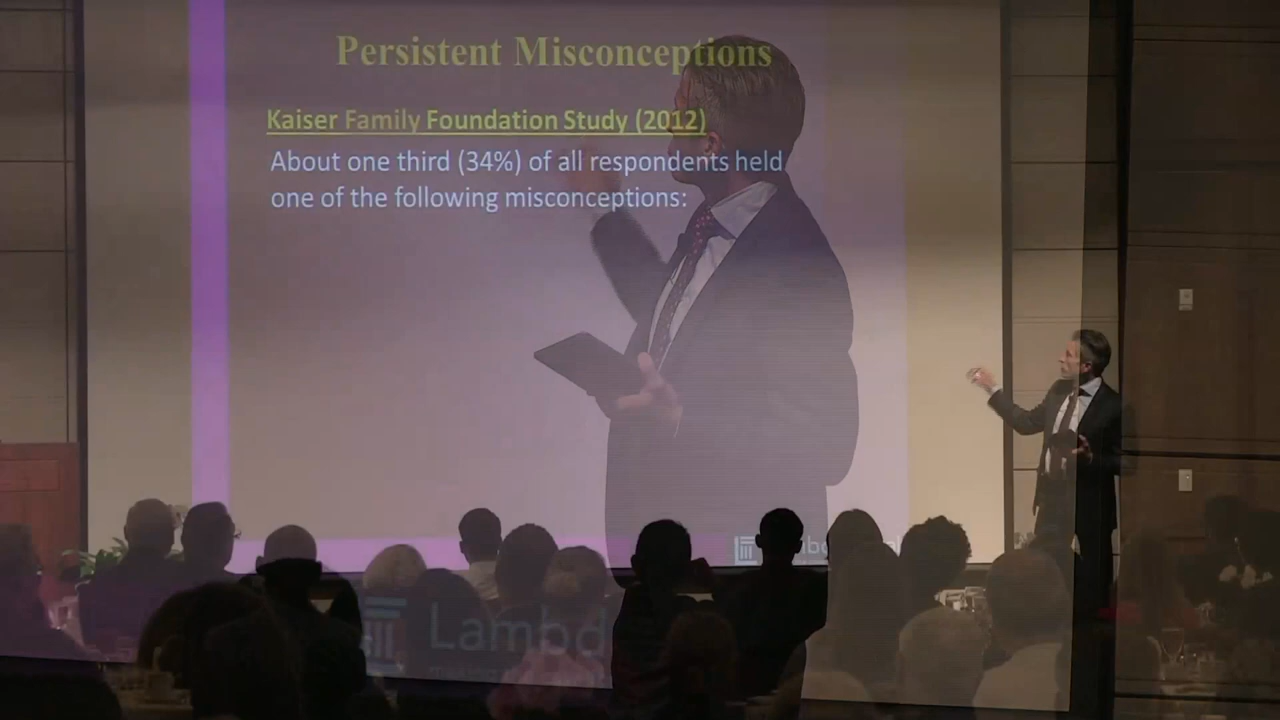 Persistent Misconceptions
Kaiser Family Foundation Study (2012)
About one third (34%) of all respondents held
one of the following misconceptions: